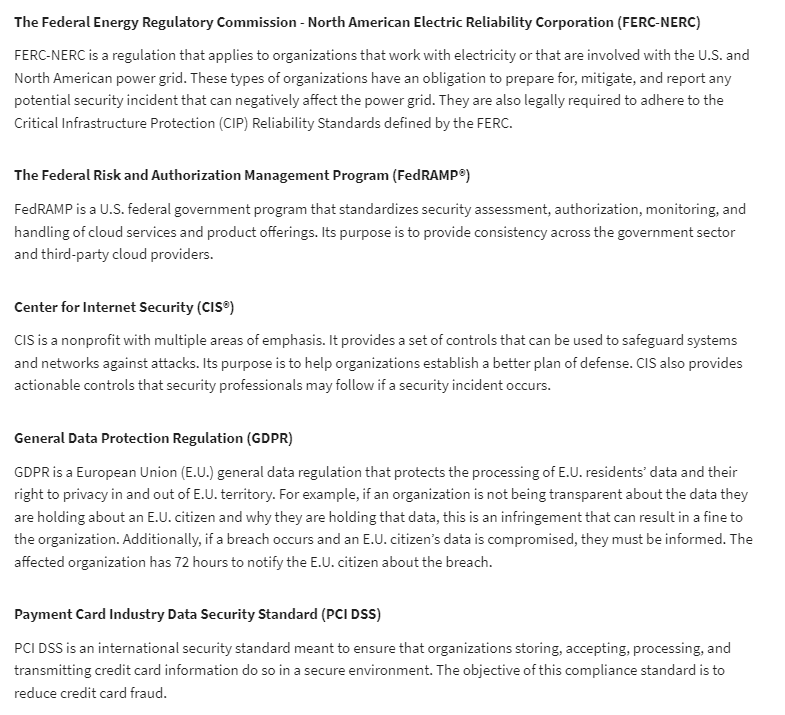 The Federal Energy Regulatory Commission - North American Electric Reliability Corporation (FERC-NERC)
FERC-NERC is a regulation that applies to organizations that work with electricity or that are involved with the U.S. and
North American power grid. These types of organizations have an obligation to prepare for, mitigate, and report any
potential security incident that can negatively affect the power grid. They are also legally required to adhere to the
Critical Infrastructure Protection (CIP) Reliability Standards defined by the FERC.
The Federal Risk and Authorization Management Program (FedRAMP®)
FedRAMP is a U.S. federal government program that standardizes security assessment, authorization, monitoring, and
handling of cloud services and product offerings. Its purpose is to provide consistency across the government sector
and third-party cloud providers.
Center for Internet Security (CIS®)
CIS is a nonprofit with multiple areas of emphasis. It provides a set of controls that can be used to safeguard systems
and networks against attacks. Its purpose is to help organizations establish a better plan of defense. CIS also provides
actionable controls that security professionals may follow if a security incident occurs.
General Data Protection Regulation (GDPR)
GDPR is a European Union (E.U.) general data regulation that protects the processing of E.U. residents’ data and their
right to privacy in and out of E.U. territory. For example, if an organization is not being transparent about the data they
are holding about an E.U. citizen and why they are holding that data, this is an infringement that can result in a fine to
the organization. Additionally, if a breach occurs and an E.U. citizen’s data is compromised, they must be informed. The
affected organization has 72 hours to notify the E.U. citizen about the breach.
Payment Card Industry Data Security Standard (PCI DSS)
PCI DSS is an international security standard meant to ensure that organizations storing, accepting, processing, and
transmitting credit card information do so in a secure environment. The objective of this compliance standard is to
reduce credit card fraud.